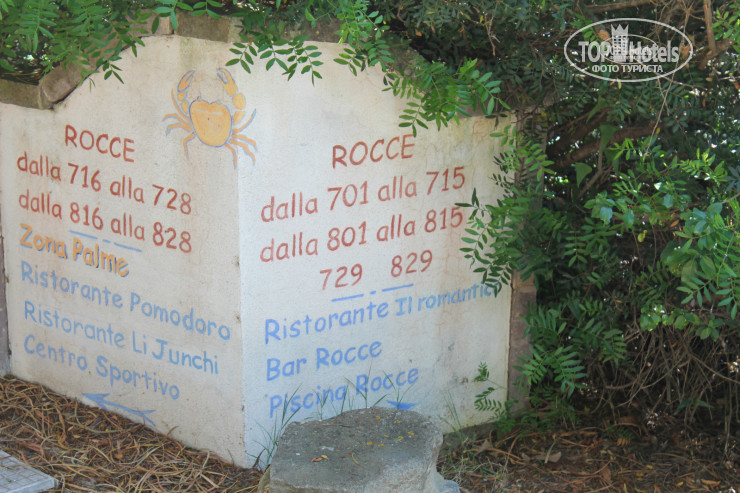 ROCCE
dalla 716 alla 728
dalla 816 alla 828
Zona Palme
Ristorante Pomodoro
Ristorante Li Junchi
Centro Sportivo
ROCCE
dalla 701 alla 715
dalla 801 alla 815
729 829
Ristorante Il romantico
Bar Rocce
Piscina Rocce
TOPHotels
ФОТО ТУРИСТА